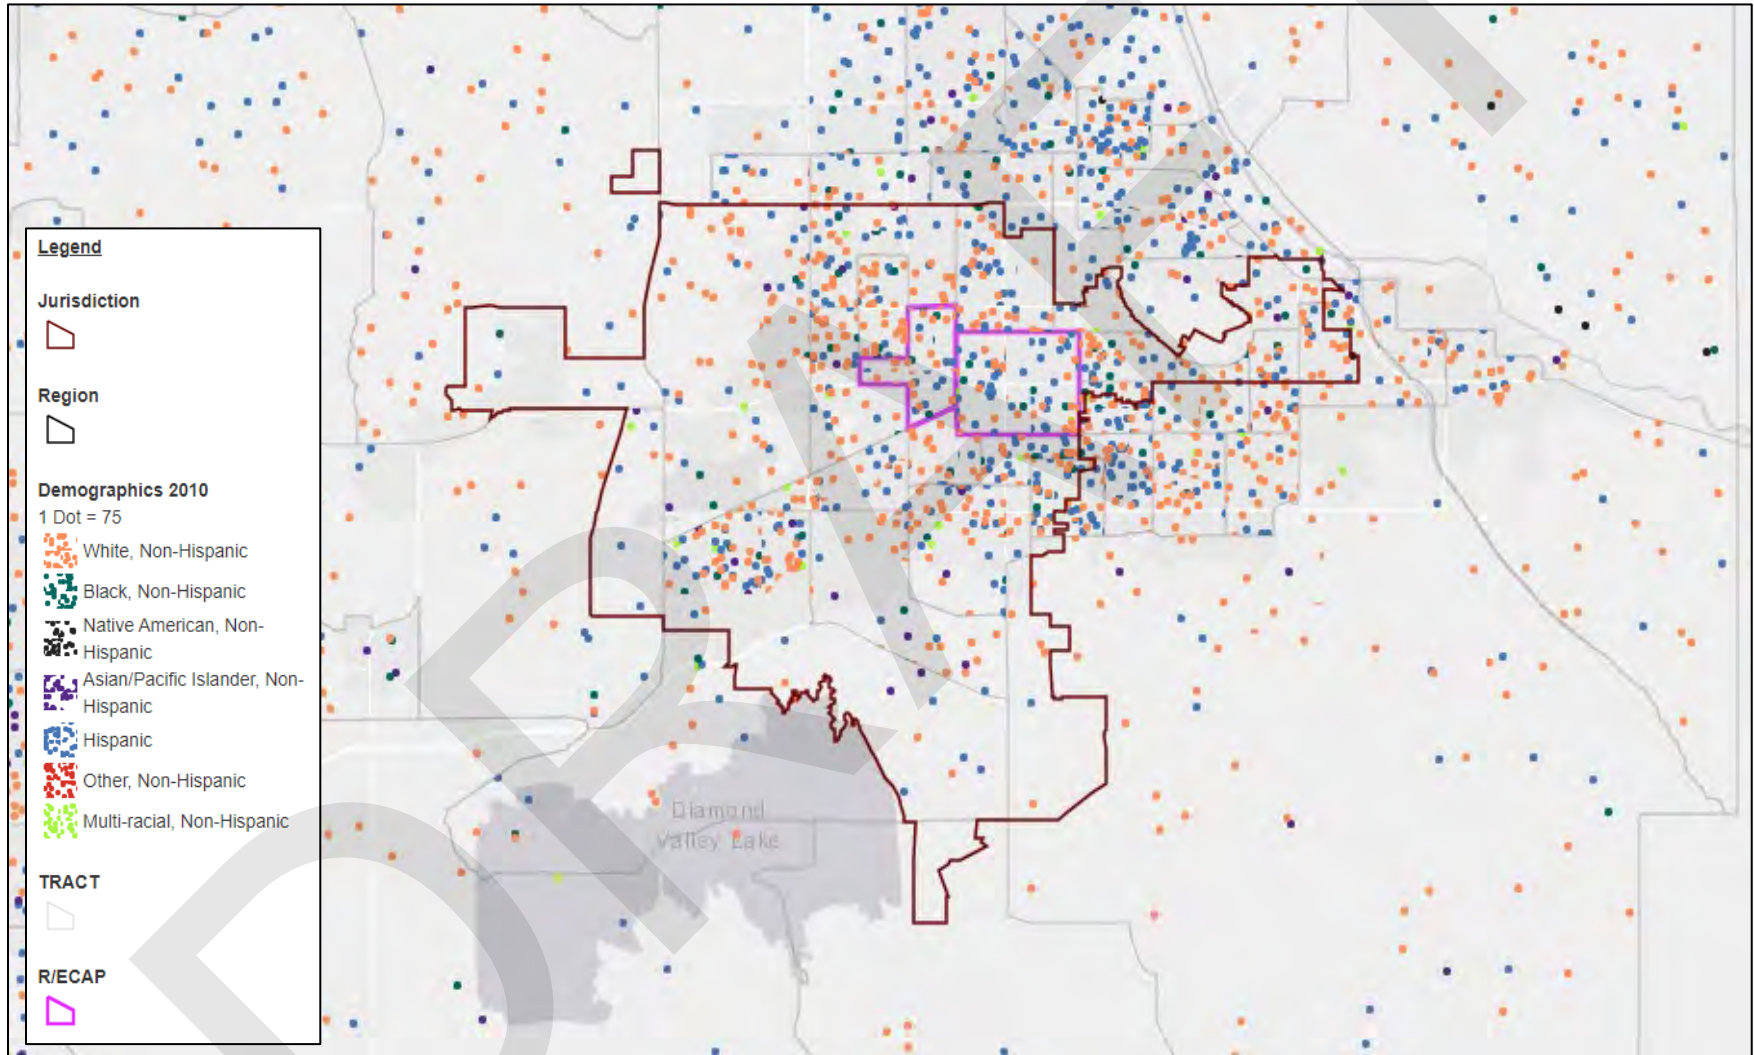 Legend
Jurisdiction
Region
Demographics 2010
1 Dot = 75
White, Non-Hispanic
Black, Non-Hispanic
Native American, Non-
Hispanic
Asian/Pacific Islander, Non-
Hispanic
Hispanic
Other, Non-Hispanic
Multi-racial, Non-Hispanic
TRACT
R/ECAP
Diamond
Valley Lake
DRAFT